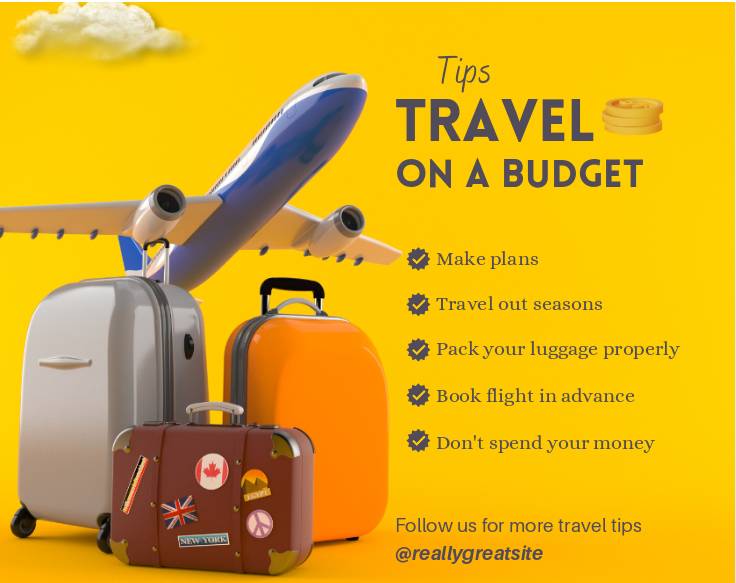 Tips
TRAVEL
ON A BUDGET
Make plans
Travel out seasons
Pack your luggage properly
Book flight in advance
Don't spend your money
Follow us for more travel tips
@reallygreatsite
EGYPT
NEW YORK